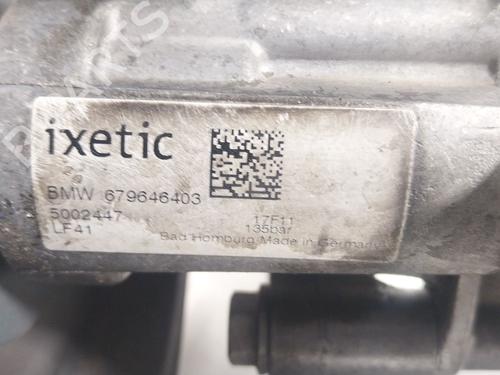 ixetic
BMW 679646403
5002447 17F11
LF41 135bar
Bad Homburg Made in Germany